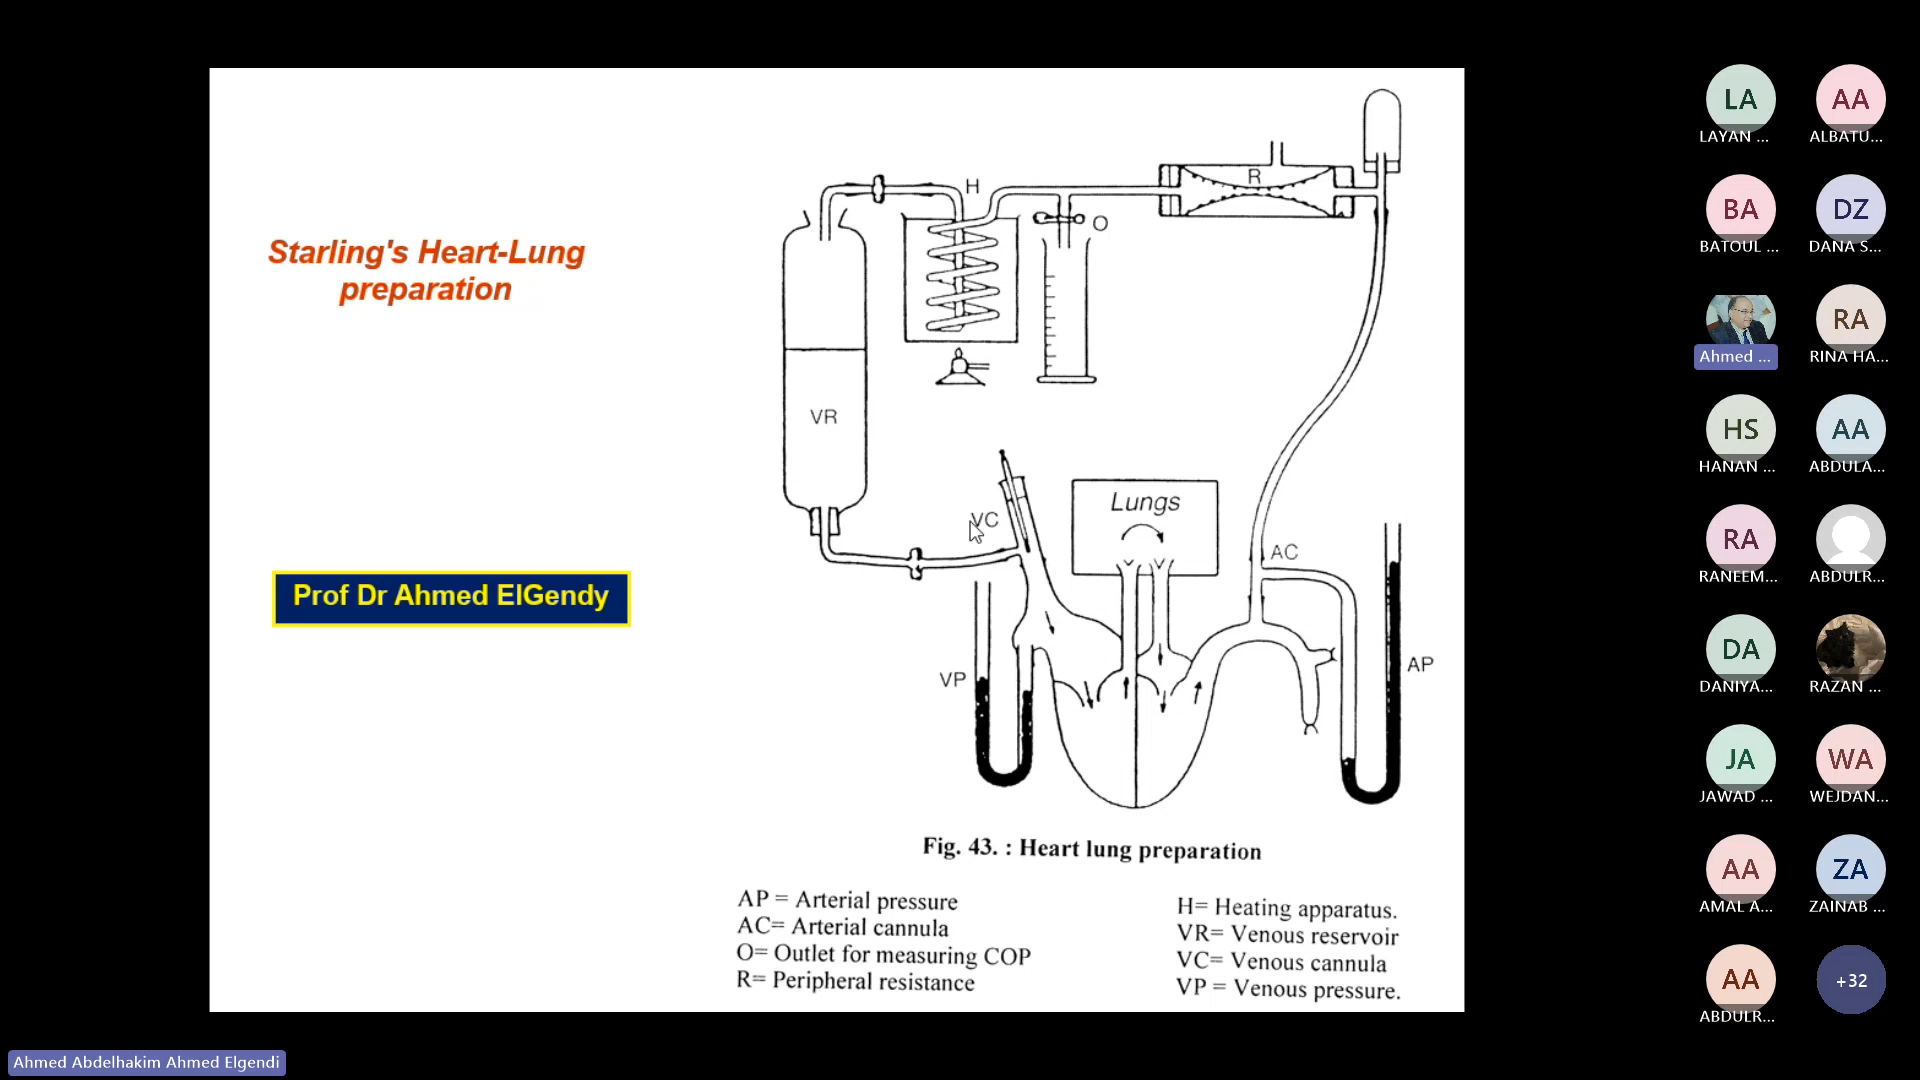 Starling's Heart-Lung
preparation
Prof Dr Ahmed ElGendy
H
R
O
VR
VC
Lungs
AC
VP
AP
Fig. 43. : Heart lung preparation
AP = Arterial pressure
AC= Arterial cannula
O= Outlet for measuring COP
R= Peripheral resistance
H= Heating apparatus.
VR= Venous reservoir
VC= Venous cannula
VP = Venous pressure.
LA
LAYAN ...
AA
ALBATU...
BA
BATOUL ...
DZ
DANA S...
Ahmed ...
RA
RINA HA...
HS
HANAN ...
AA
ABDULA...
RA
RANEEM...
ABDULR...
DA
DANIYA...
RAZAN ...
JA
JAWAD ...
WA
WEJDAN...
AA
AMAL A...
ZA
ZAINAB ...
AA
ABDULR...
+32
Ahmed Abdelhakim Ahmed Elgendi